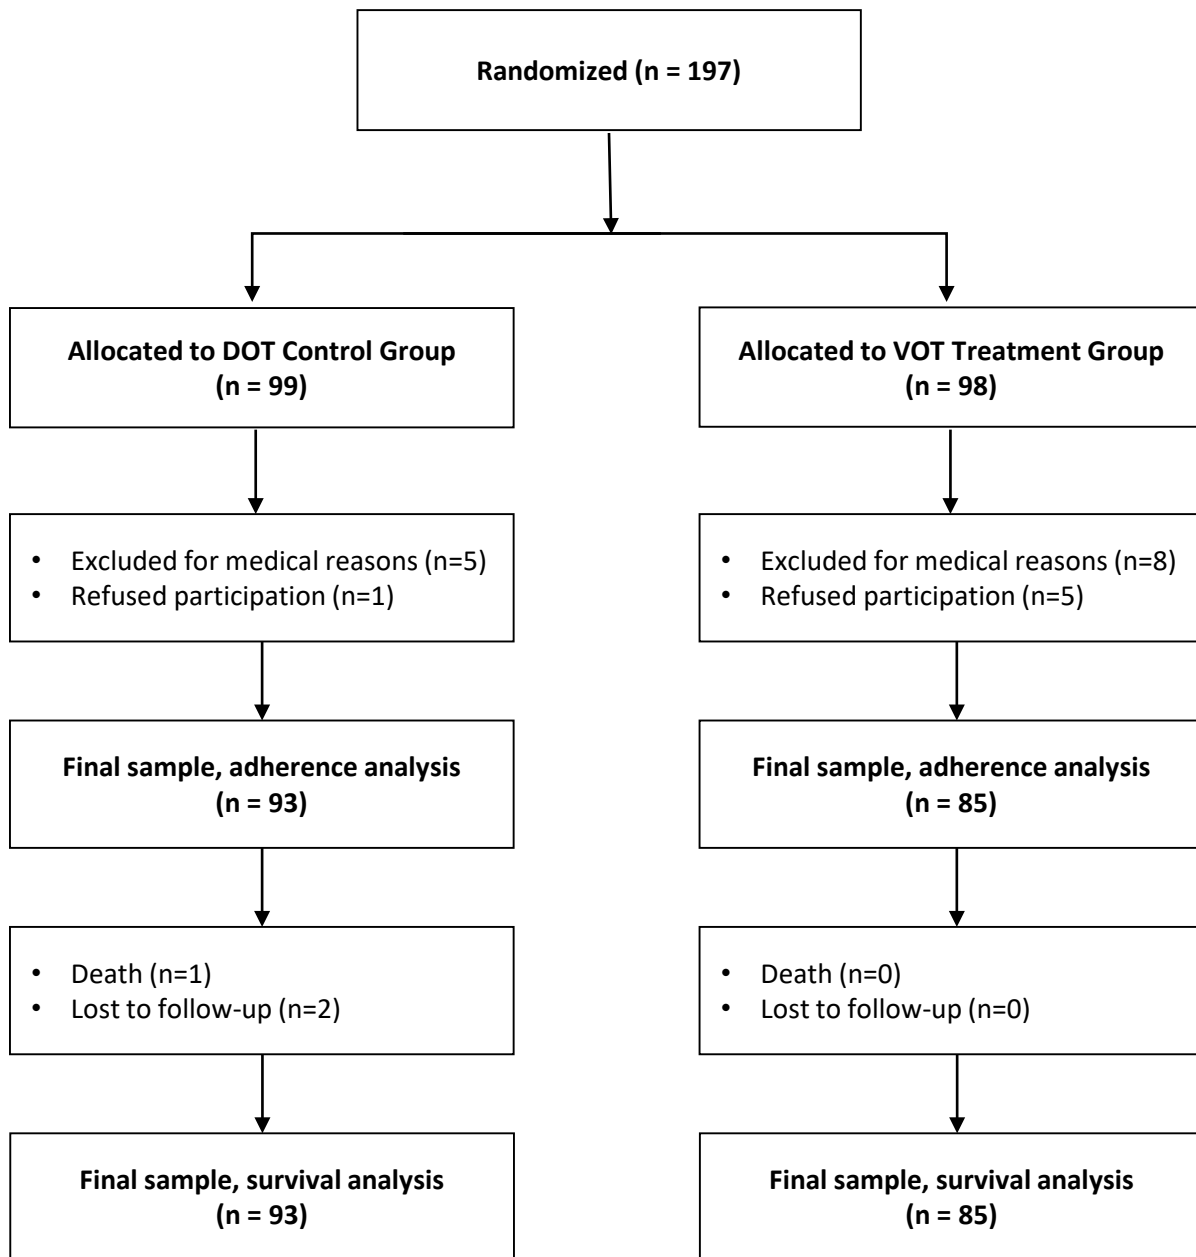 Randomized (n = 197)
Allocated to DOT Control Group
(n = 99)
Allocated to VOT Treatment Group
(n = 98)
• Excluded for medical reasons (n=5)
• Refused participation (n=1)
• Excluded for medical reasons (n=8)
• Refused participation (n=5)
Final sample, adherence analysis
(n = 93)
Final sample, adherence analysis
(n = 85)
• Death (n=1)
• Lost to follow-up (n=2)
• Death (n=0)
• Lost to follow-up (n=0)
Final sample, survival analysis
(n = 93)
Final sample, survival analysis
(n = 85)